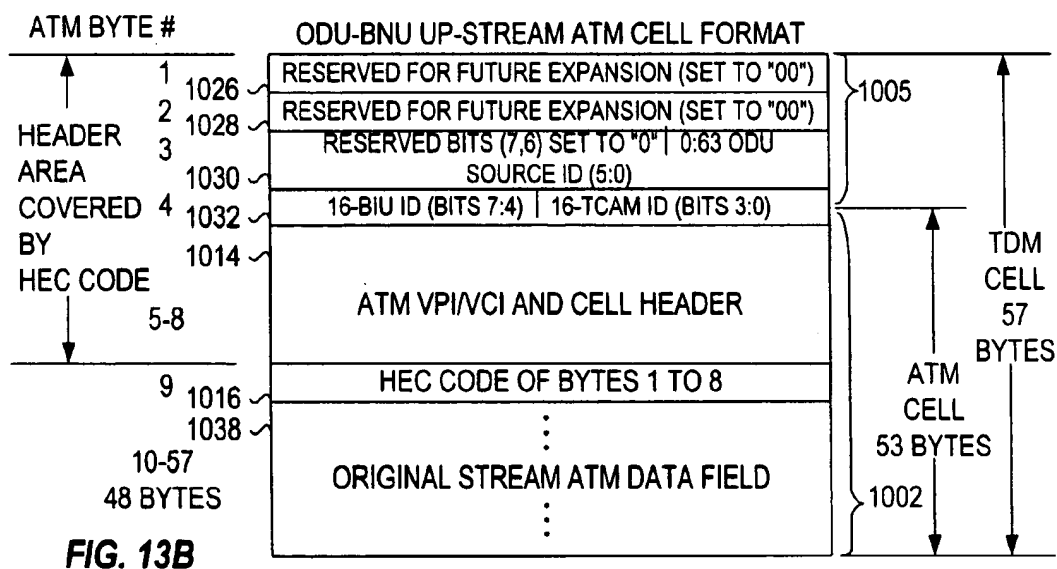 ATM BYTE #
ODU-BNU UP-STREAM ATM CELL FORMAT
1
1026
RESERVED FOR FUTURE EXPANSION (SET TO "00")
2
1028
RESERVED FOR FUTURE EXPANSION (SET TO "00")
1005
HEADER
AREA
COVERED
BY
HEC CODE
3
1030
RESERVED BITS (7,6) SET TO "0" | 0:63 ODU
SOURCE ID (5:0)
4
1032
16-BIU ID (BITS 7:4) | 16-TCAM ID (BITS 3:0)
1014
5-8
ATM VPI/VCI AND CELL HEADER
TDM
CELL
57
BYTES
9
1016
HEC CODE OF BYTES 1 TO 8
ATM
CELL
53 BYTES
1038
10-57
48 BYTES
ORIGINAL STREAM ATM DATA FIELD
1002
FIG. 13B